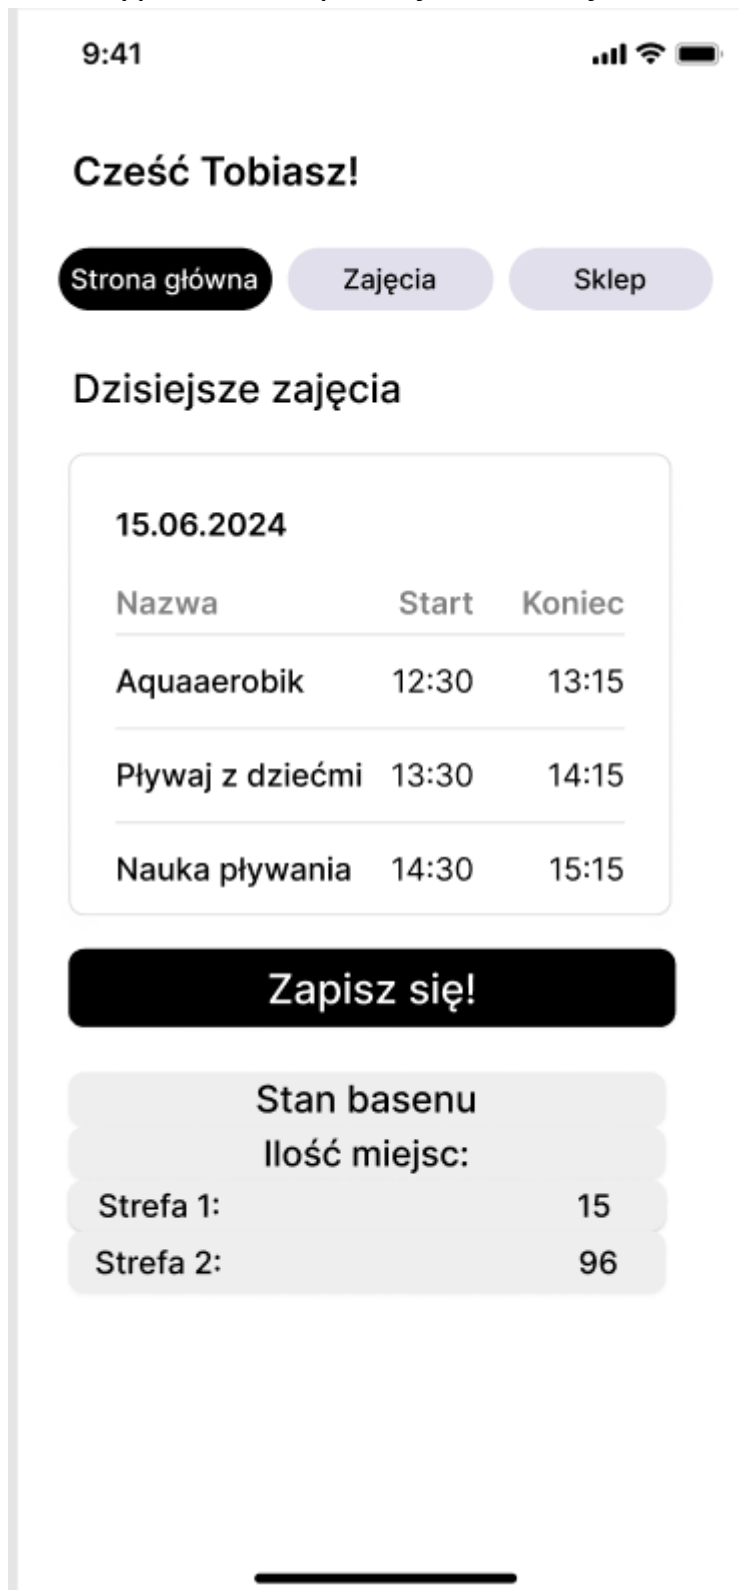 9:41
Cześć Tobiasz!
Strona główna Zajęcia Sklep
Dzisiejsze zajęcia
15.06.2024
Nazwa Start Koniec
Aquaaerobik 12:30 13:15
Pływaj z dziećmi 13:30 14:15
Nauka pływania 14:30 15:15
Zapisz się!
Stan basenu
Ilość miejsc:
Strefa 1: 15
Strefa 2: 96